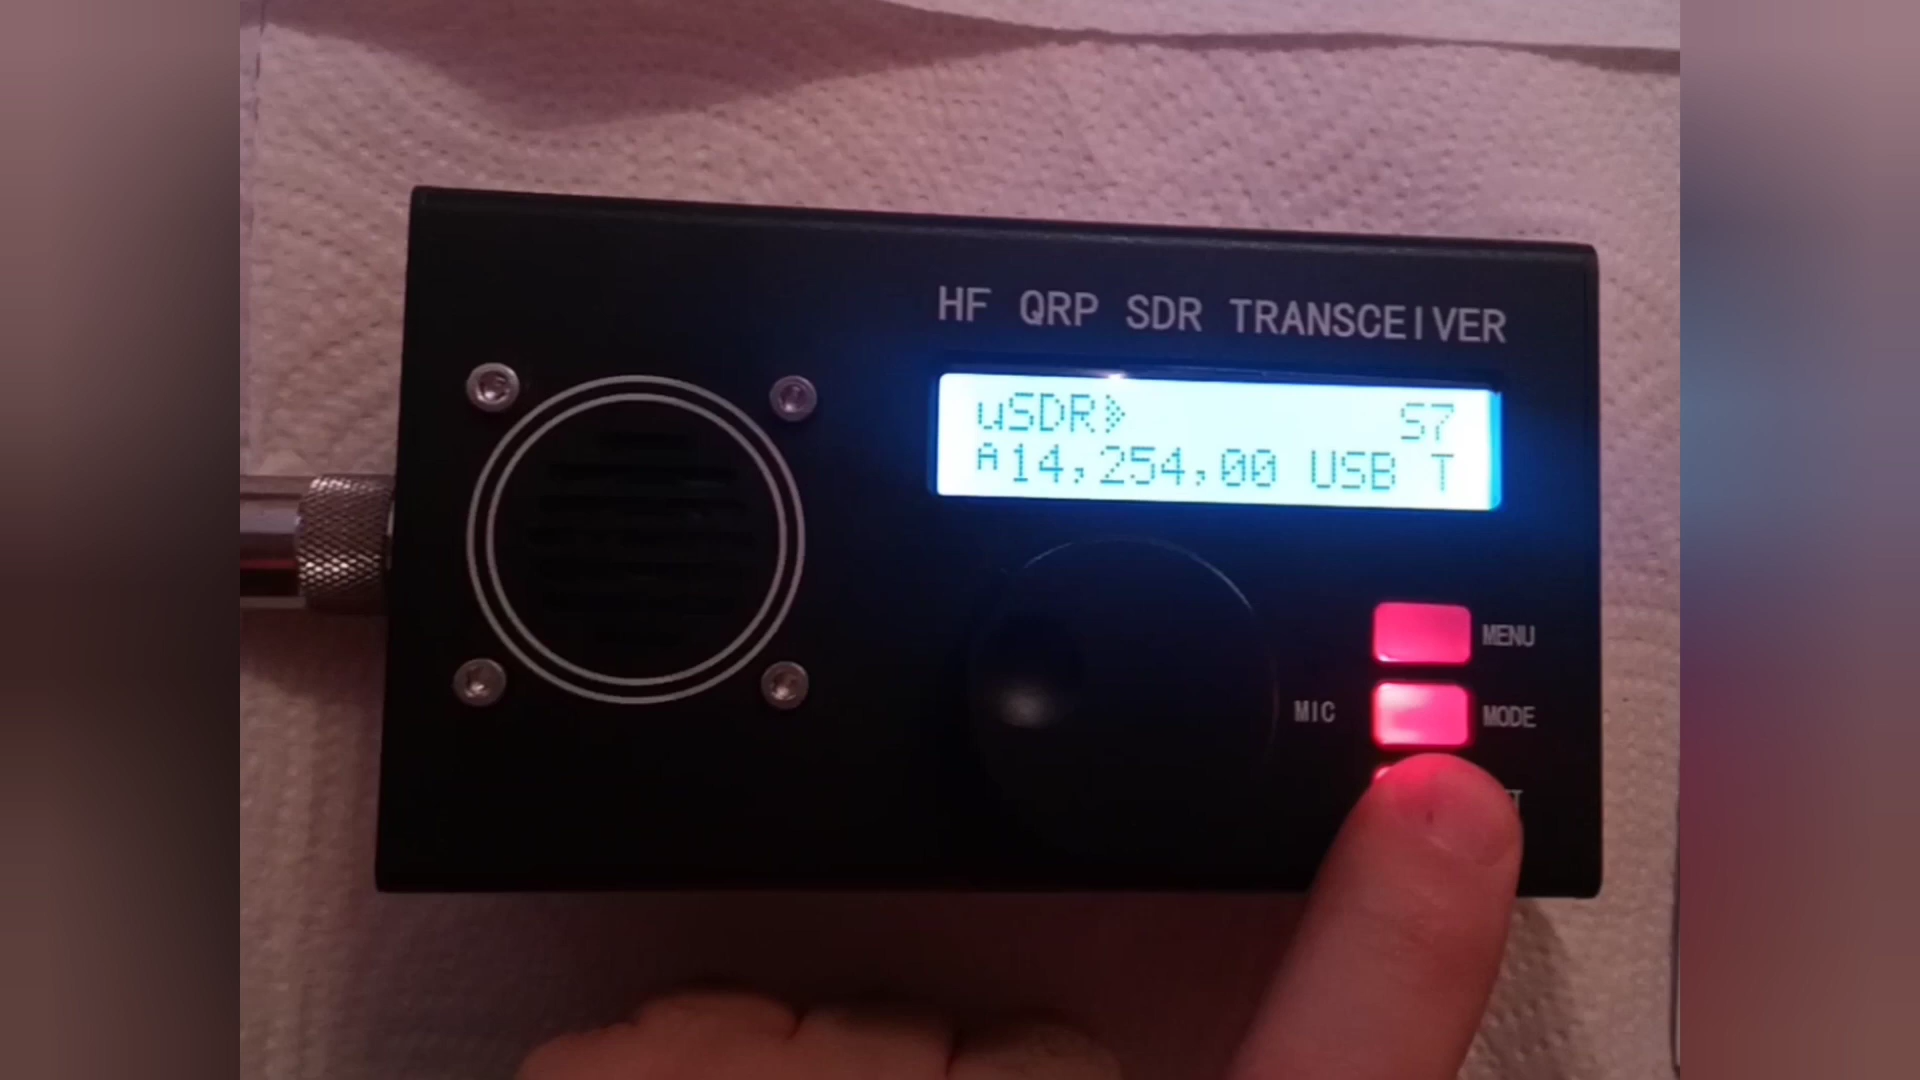 HF QRP SDR TRANSCEIVER
uSDR S7
A14,254,00 USB T
MENU
MIC MODE